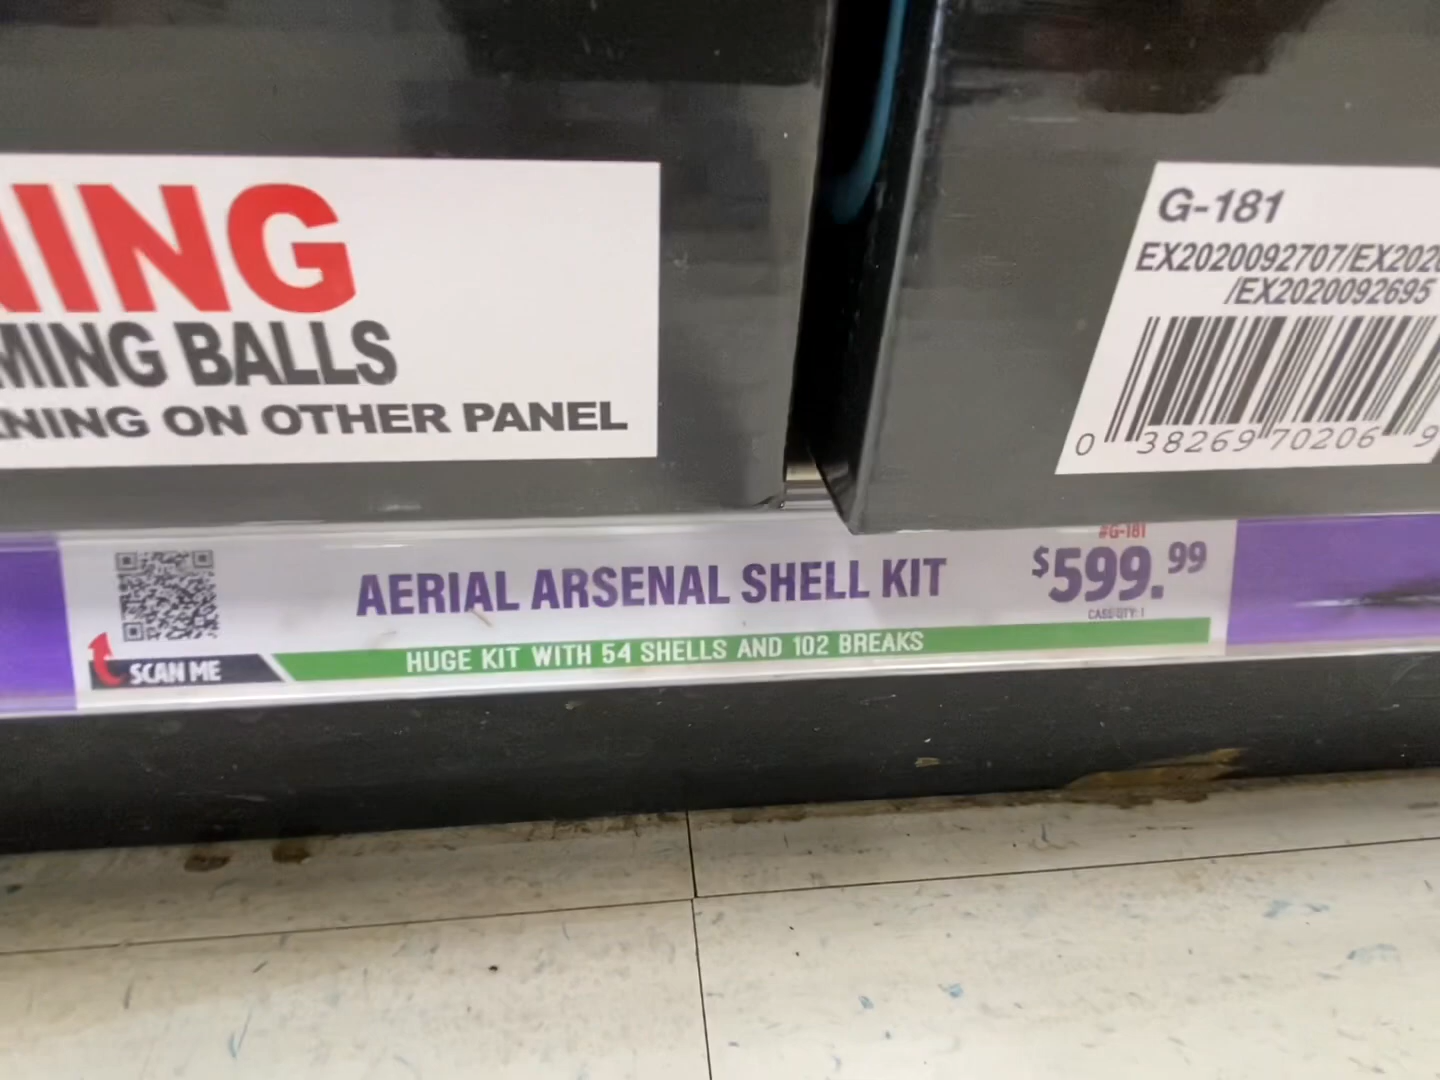 NING
MING BALLS
NING ON OTHER PANEL
G-181
EX2020092707/EX202
/EX2020092695
0 38269 70206 9
#G-181
AERIAL ARSENAL SHELL KIT
$599.99
CASE QTY: 1
SCAN ME
HUGE KIT WITH 54 SHELLS AND 102 BREAKS